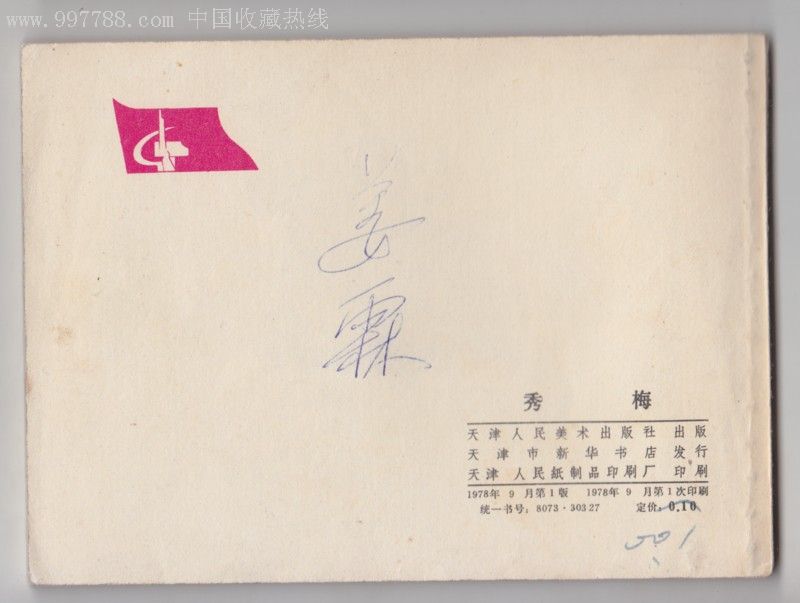 www.997788.com 中国收藏热线
姜
霖
秀 梅
天津人民美术出版社 出版
天津市新华书店 发行
天津人民紙制品印刷厂 印刷
1978年9月第1版 1978年9月第1次印刷
统一书号：8073·30327 定价：0.10